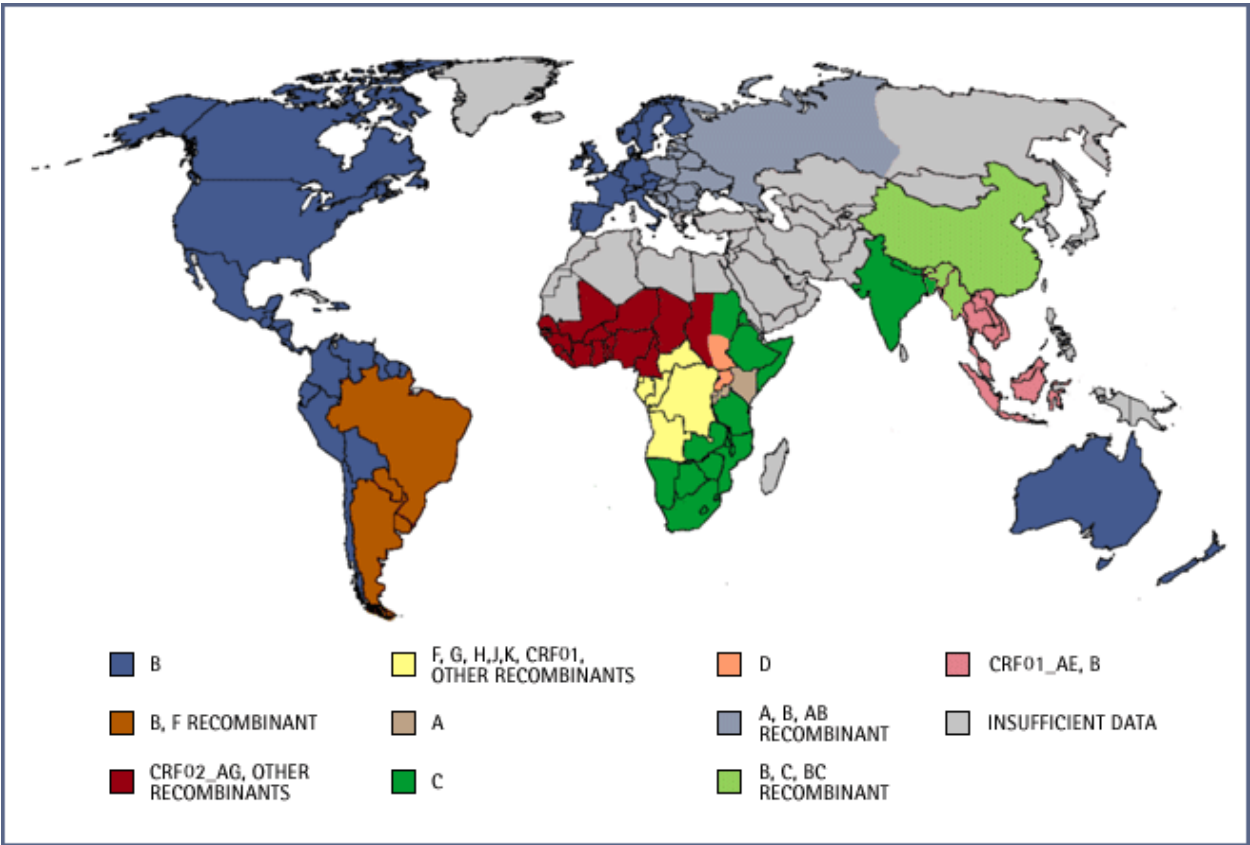 B
F, G, H,J,K, CRF01,
OTHER RECOMBINANTS
D
CRF01_AE, B
B, F RECOMBINANT
A
A, B, AB
RECOMBINANT
INSUFFICIENT DATA
CRF02_AG, OTHER
RECOMBINANTS
C
B, C, BC
RECOMBINANT